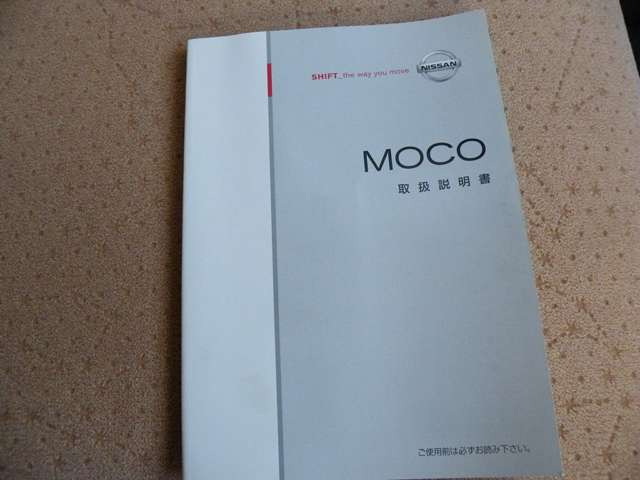 SHIFT_the way you move
NISSAN
MOCO
取扱説明書
ご使用前は必ずお読み下さい。